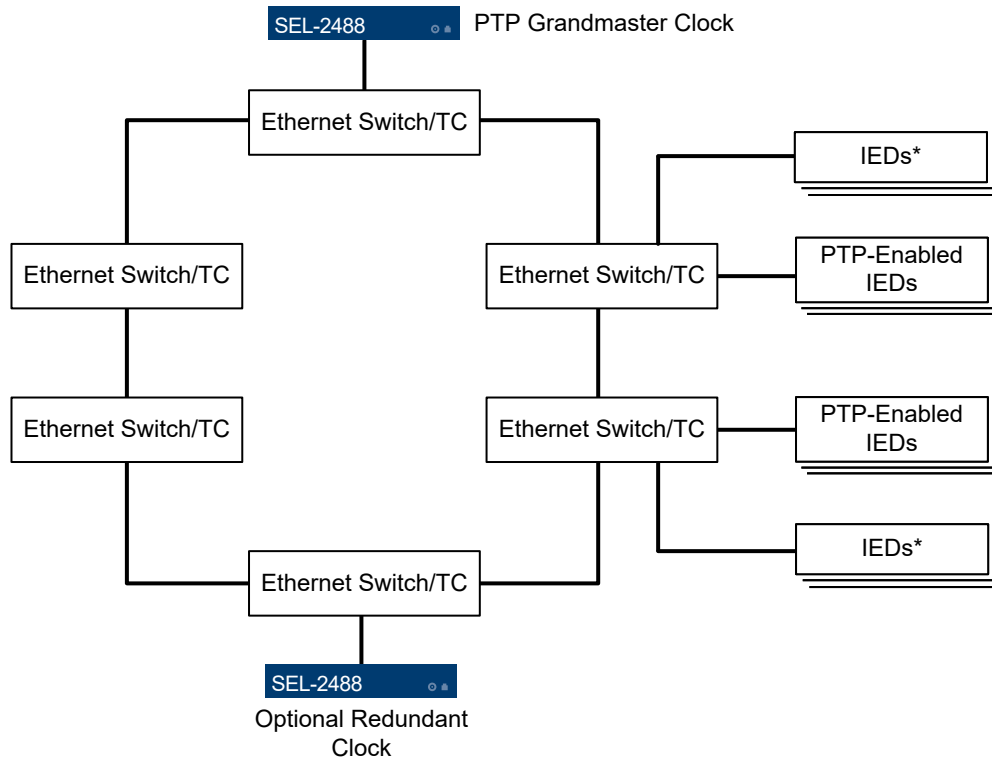 SEL-2488
PTP Grandmaster Clock
Ethernet Switch/TC
IEDs*
Ethernet Switch/TC
Ethernet Switch/TC
PTP-Enabled
IEDs
Ethernet Switch/TC
Ethernet Switch/TC
PTP-Enabled
IEDs
IEDs*
Ethernet Switch/TC
SEL-2488
Optional Redundant
Clock